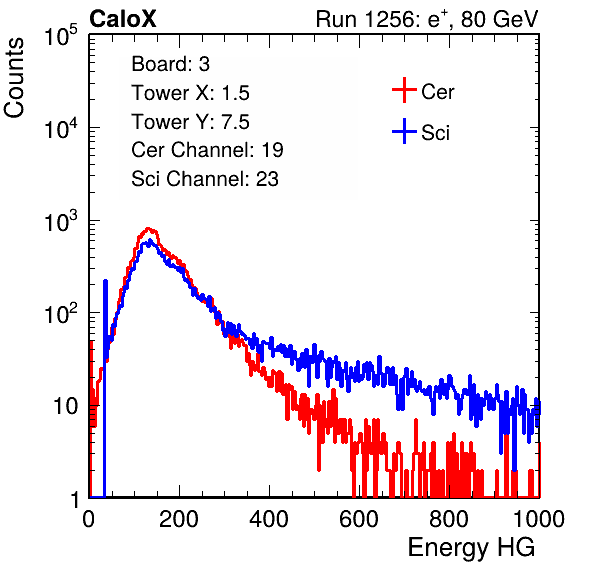 CaloX Run 1256: e⁺, 80 GeV
Counts
Board: 3
Tower X: 1.5
Tower Y: 7.5
Cer Channel: 19
Sci Channel: 23
Cer
Sci
10⁵
10⁴
10³
10²
10
1
0 200 400 600 800 1000
Energy HG